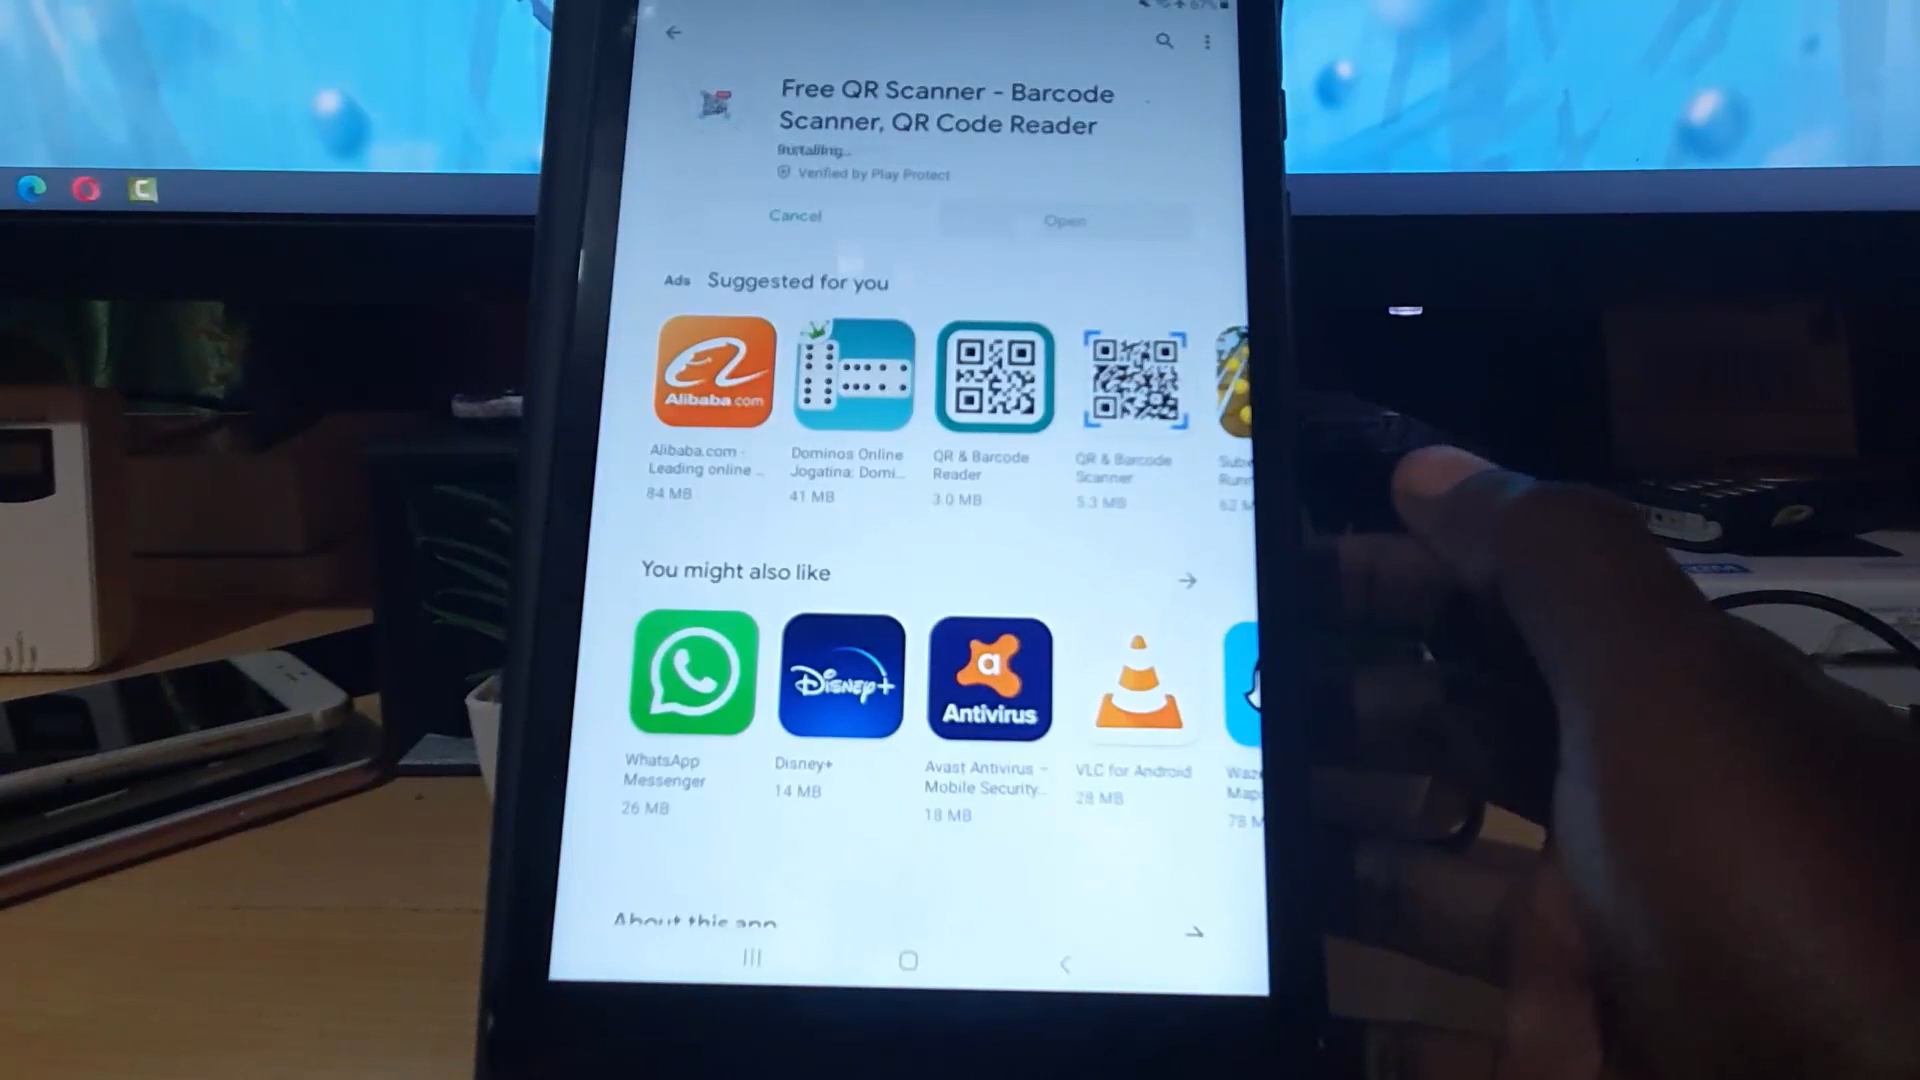 67%
Free QR Scanner - Barcode
Scanner, QR Code Reader
Installing...
Verified by Play Protect
Cancel
Open
Ads Suggested for you
Alibaba.com
Alibaba.com -
Leading online ...
84 MB
Dominos Online
Jogatina: Domi...
41 MB
QR & Barcode
Reader
3.0 MB
QR & Barcode
Scanner
5.3 MB
You might also like
Disney+
a
Antivirus
WhatsApp
Messenger
26 MB
Disney+
14 MB
Avast Antivirus –
Mobile Security...
18 MB
VLC for Android
28 MB
About this app